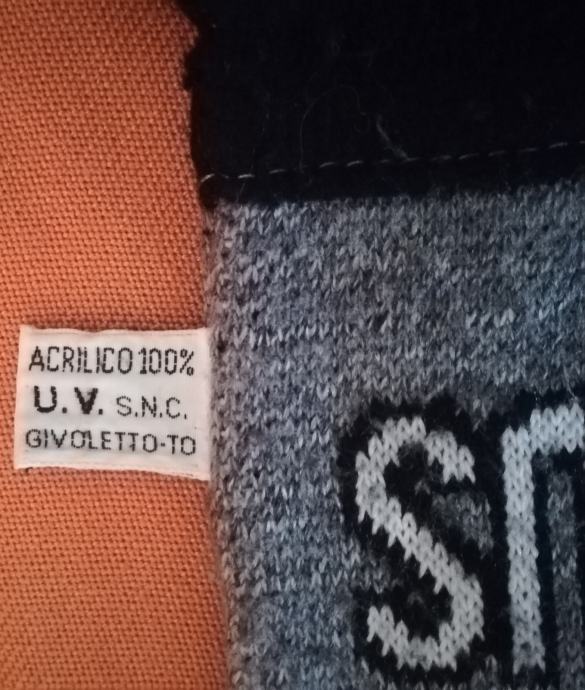 ACRILICO 100%
U.V. S.N.C.
GIVOLETTO-TO